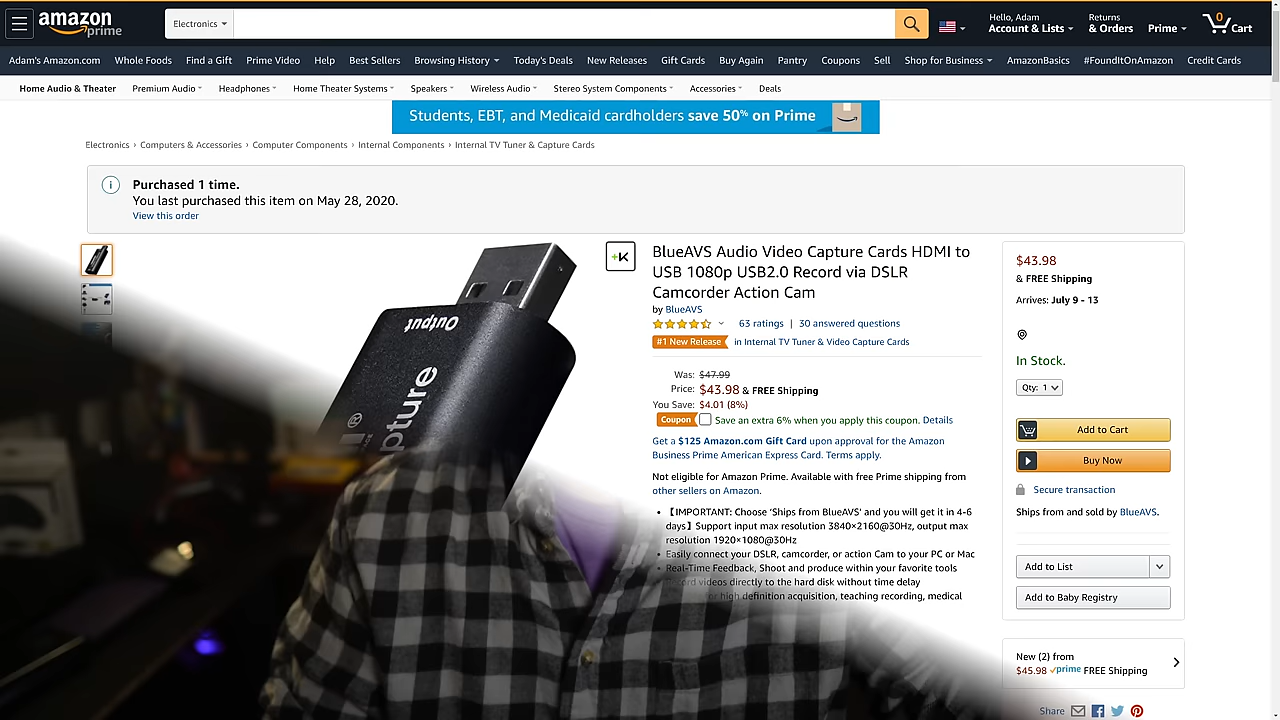 amazon
prime
Electronics
Hello, Adam
Account & Lists
Returns
& Orders
Prime
0
Cart
Adam's Amazon.com Whole Foods Find a Gift Prime Video Help Best Sellers Browsing History Today's Deals New Releases Gift Cards Buy Again Pantry Coupons Sell Shop for Business AmazonBasics #FoundItOnAmazon Credit Cards
Home Audio & Theater Premium Audio Headphones Home Theater Systems Speakers Wireless Audio Stereo System Components Accessories Deals
Students, EBT, and Medicaid cardholders save 50% on Prime
Electronics › Computers & Accessories › Computer Components › Internal Components › Internal TV Tuner & Capture Cards
Purchased 1 time.
You last purchased this item on May 28, 2020.
View this order
Output
pture
+K
BlueAVS Audio Video Capture Cards HDMI to
USB 1080p USB2.0 Record via DSLR
Camcorder Action Cam
by BlueAVS
63 ratings | 30 answered questions
#1 New Release in Internal TV Tuner & Video Capture Cards
Was: $47.99
Price: $43.98 & FREE Shipping
You Save: $4.01 (8%)
Coupon Save an extra 6% when you apply this coupon. Details
Get a $125 Amazon.com Gift Card upon approval for the Amazon
Business Prime American Express Card. Terms apply.
Not eligible for Amazon Prime. Available with free Prime shipping from
other sellers on Amazon.
• 【IMPORTANT: Choose 'Ships from BlueAVS' and you will get it in 4-6
days】Support input max resolution 3840×2160@30Hz, output max
resolution 1920×1080@30Hz
• Easily connect your DSLR, camcorder, or action Cam to your PC or Mac
• Real-Time Feedback, Shoot and produce within your favorite tools
record videos directly to the hard disk without time delay
high definition acquisition, teaching recording, medical
$43.98
& FREE Shipping
Arrives: July 9 - 13
In Stock.
Qty: 1
Add to Cart
Buy Now
Secure transaction
Ships from and sold by BlueAVS.
Add to List
Add to Baby Registry
New (2) from
$45.98 prime FREE Shipping
Share